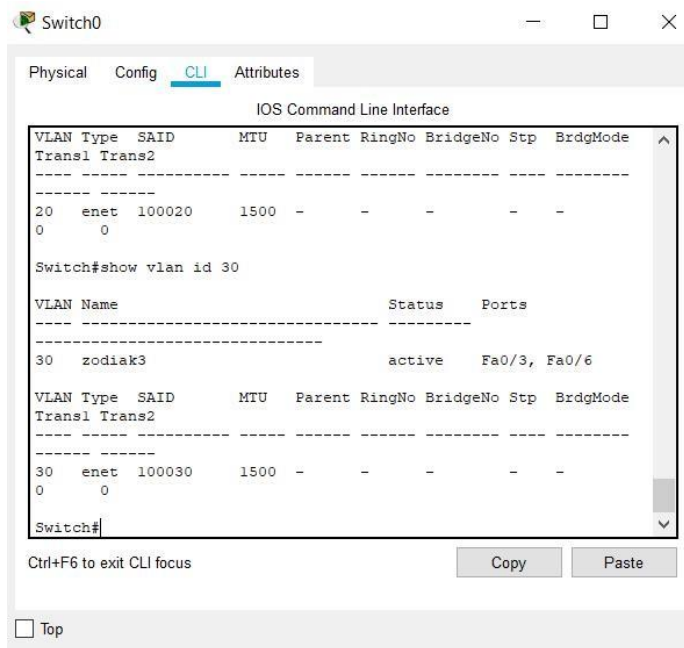 Switch0
Physical Config CLI Attributes
IOS Command Line Interface
VLAN Type SAID MTU Parent RingNo BridgeNo Stp BrdgMode
Trans1 Trans2
---- ----- ---------- ----- ------ ------ -------- ---- --------
------ ------
20 enet 100020 1500 - - - - -
0 0
Switch#show vlan id 30
VLAN Name Status Ports
---- -------------------------------- ---------
-------------------------------
30 zodiak3 active Fa0/3, Fa0/6
VLAN Type SAID MTU Parent RingNo BridgeNo Stp BrdgMode
Trans1 Trans2
---- ----- ---------- ----- ------ ------ -------- ---- --------
------ ------
30 enet 100030 1500 - - - - -
0 0
Switch#
Ctrl+F6 to exit CLI focus
Copy Paste
Top